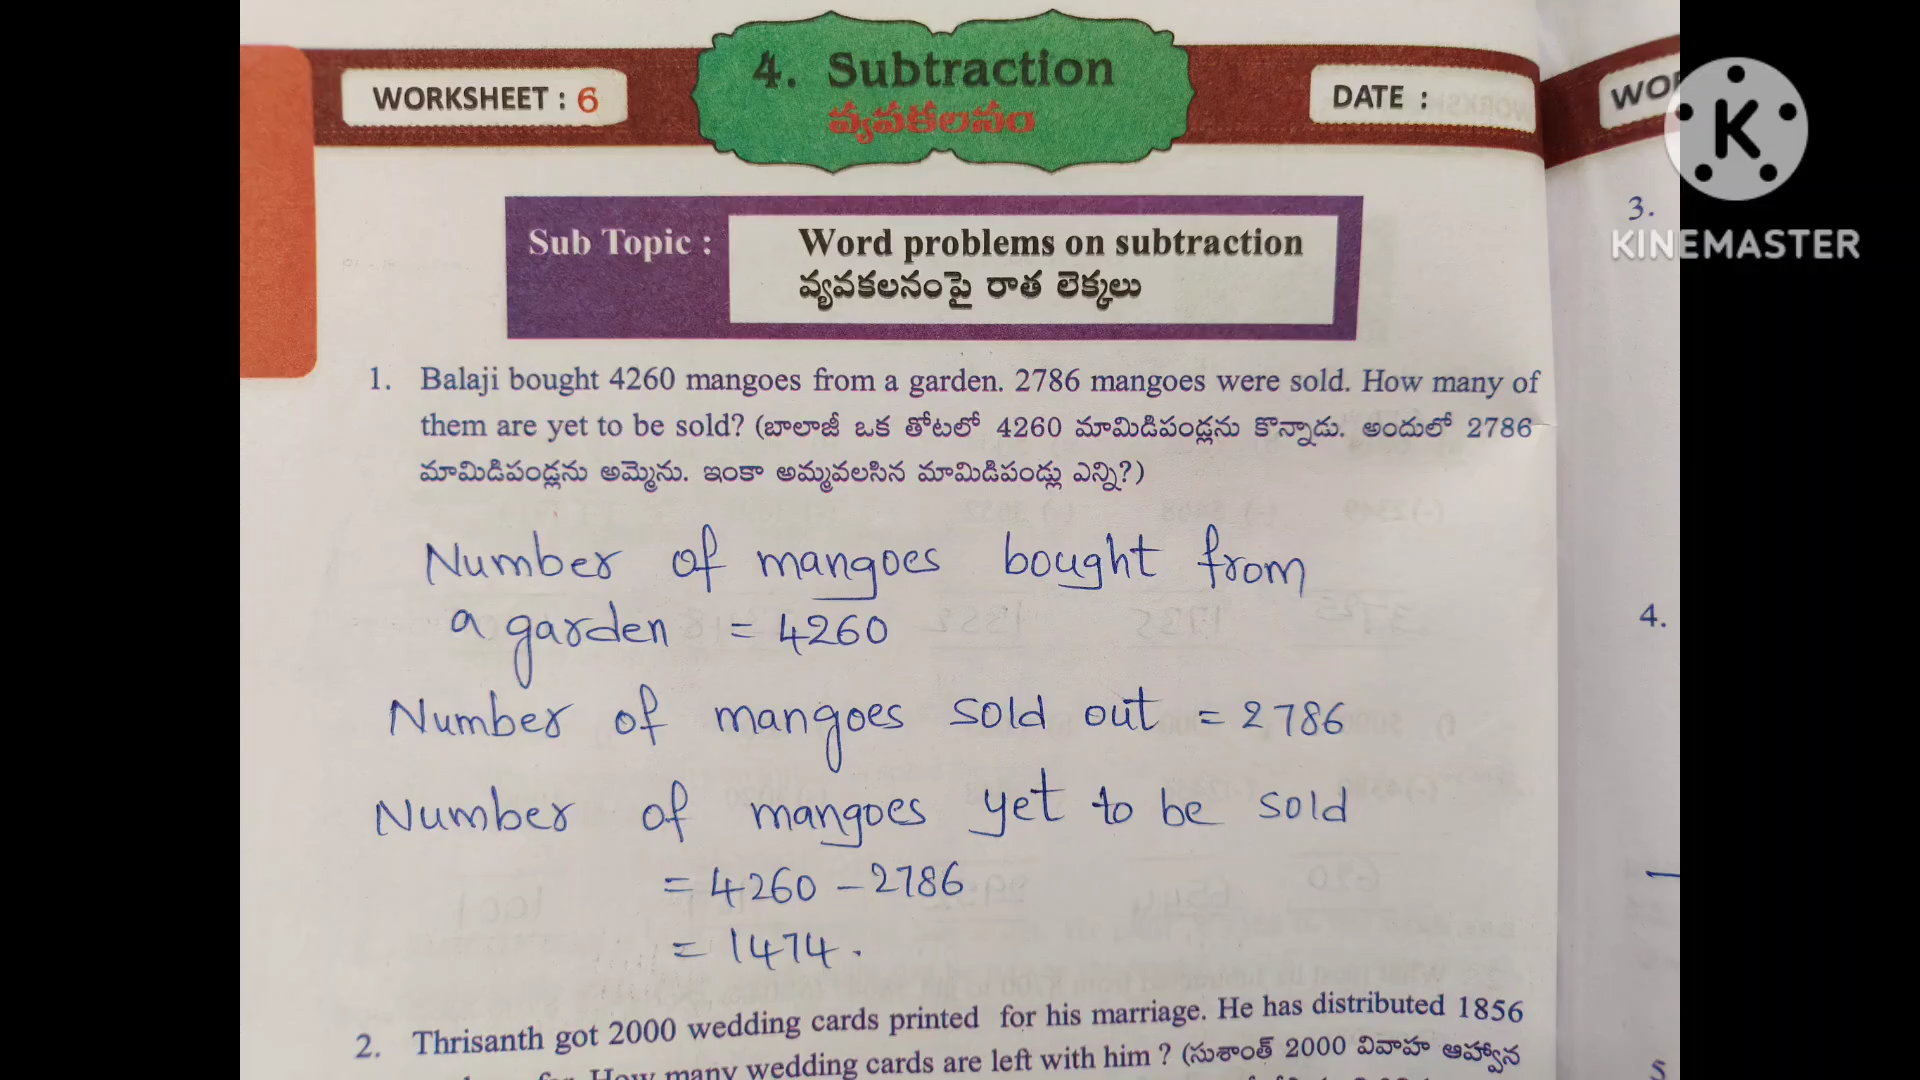 WORKSHEET : 6
4. Subtraction
వ్యవకలనం
DATE :
WOR
K
KINEMASTER
Sub Topic :
Word problems on subtraction
వ్యవకలనంపై రాత లెక్కలు
1. Balaji bought 4260 mangoes from a garden. 2786 mangoes were sold. How many of
them are yet to be sold? (బాలాజీ ఒక తోటలో 4260 మామిడిపండ్లను కొన్నాడు. అందులో 2786
మామిడిపండ్లను అమ్మెను. ఇంకా అమ్మవలసిన మామిడిపండ్లు ఎన్ని?)
Number of mangoes bought from
a garden = 4260
Number of mangoes sold out = 2786
Number of mangoes yet to be sold
= 4260 – 2786
= 1474.
2. Thrisanth got 2000 wedding cards printed for his marriage. He has distributed 1856
How many wedding cards are left with him ? (సుశాంత్ 2000 వివాహ ఆహ్వాన
3.
4.
5